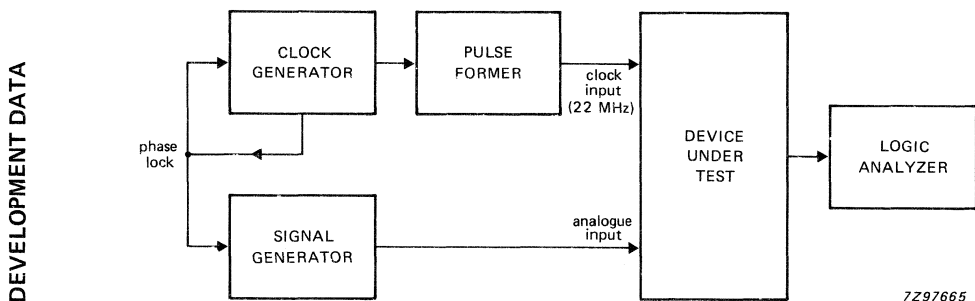 DEVELOPMENT DATA
CLOCK
GENERATOR
PULSE
FORMER
clock
input
(22 MHz)
DEVICE
UNDER
TEST
LOGIC
ANALYZER
phase
lock
SIGNAL
GENERATOR
analogue
input
7Z97665